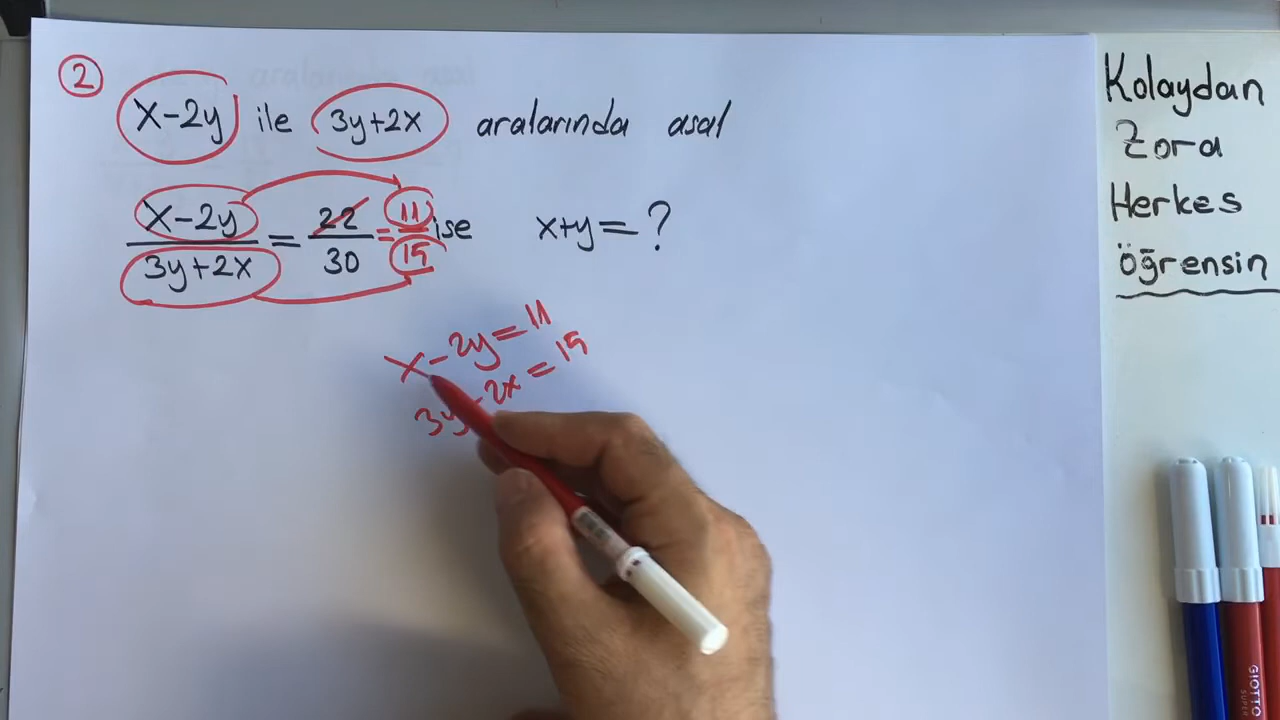 2
x-2y ile 3y+2x aralarında asal
x-2y / 3y+2x = 22 / 30 = 11 / 15 ise x+y=?
x-2y=11
3y 2x=15
Kolaydan
Zora
Herkes
öğrensin
GIOTTO